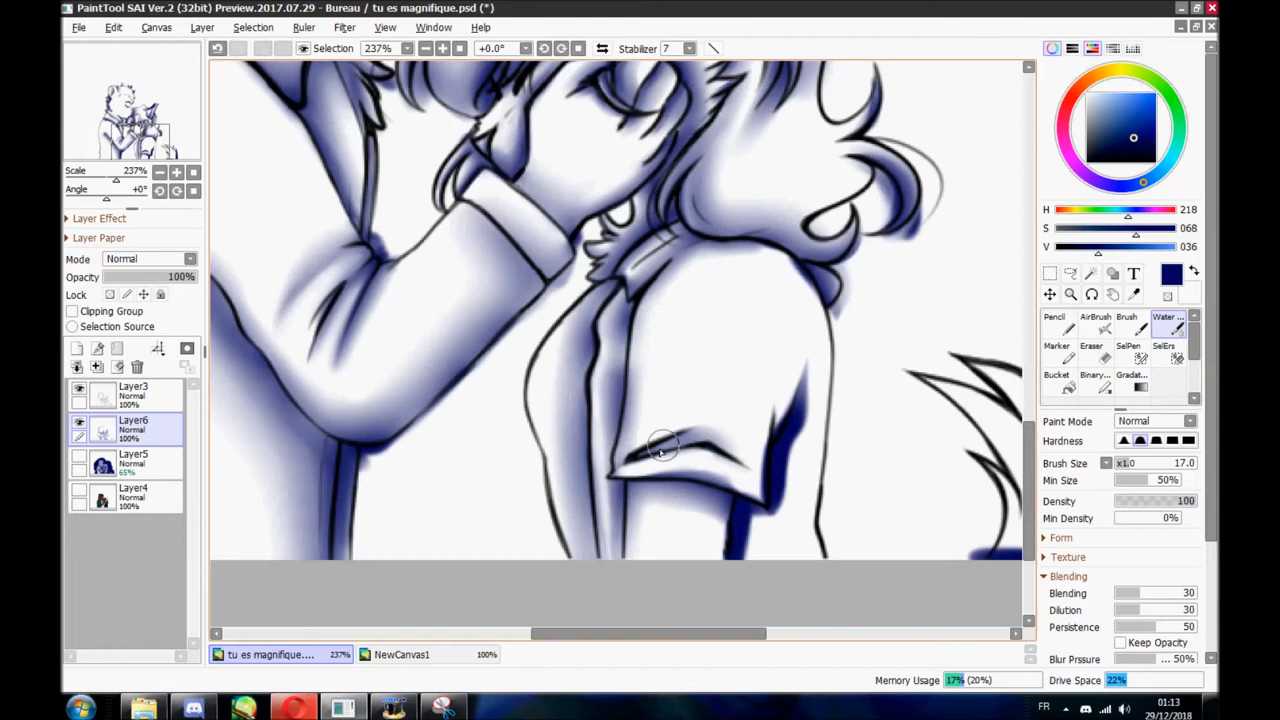 PaintTool SAI Ver.2 (32bit) Preview.2017.07.29 - Bureau / tu es magnifique.psd (*)
File Edit Canvas Layer Selection Ruler Filter View Window Help
Selection 237% +0.0° Stabilizer 7
Scale 237%
Angle +0°
Layer Effect
Layer Paper
Mode Normal
Opacity 100%
Lock
Clipping Group
Selection Source
Layer3
Normal
100%
Layer6
Normal
100%
Layer5
Normal
65%
Layer4
Normal
100%
H 218
S 068
V 036
T
Pencil AirBrush Brush Water ...
Marker Eraser SelPen SelErs
Bucket Binary... Gradat...
Paint Mode Normal
Hardness
Brush Size x1.0 17.0
Min Size 50%
Density 100
Min Density 0%
Form
Texture
Blending
Blending 30
Dilution 30
Persistence 50
Keep Opacity
Blur Prssure ... 50%
tu es magnifique.... 237% NewCanvas1 100%
Memory Usage 17% (20%) Drive Space 22%
FR 01:13
29/12/2018